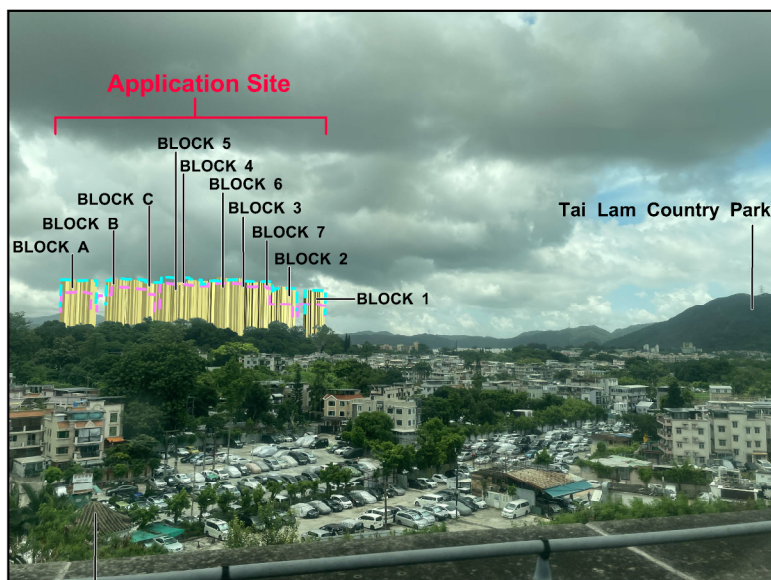 Application Site
BLOCK 5
BLOCK 4
BLOCK 6
BLOCK C
BLOCK 3
BLOCK B
BLOCK 7
BLOCK A
BLOCK 2
BLOCK 1
Tai Lam Country Park